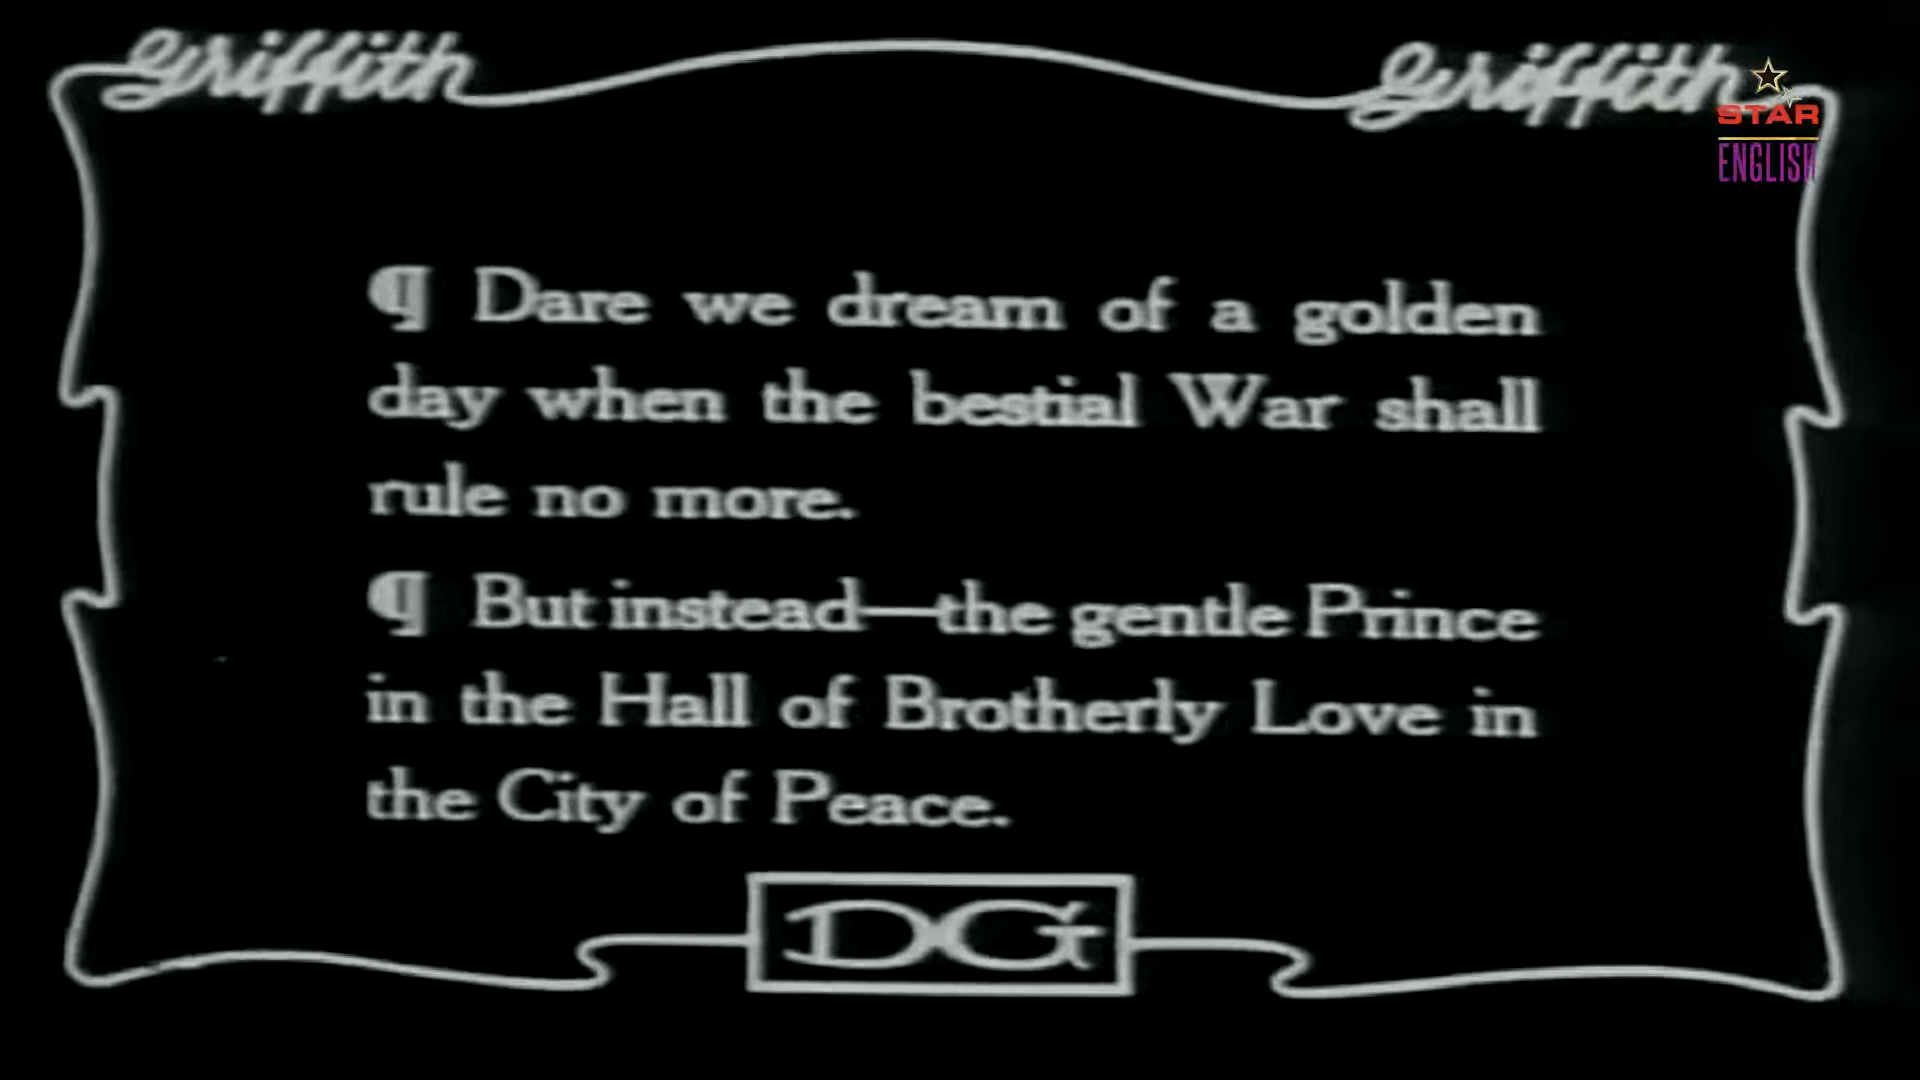 Griffith Griffith
STAR
ENGLISH
¶ Dare we dream of a golden
day when the bestial War shall
rule no more.
¶ But instead—the gentle Prince
in the Hall of Brotherly Love in
the City of Peace.
DG